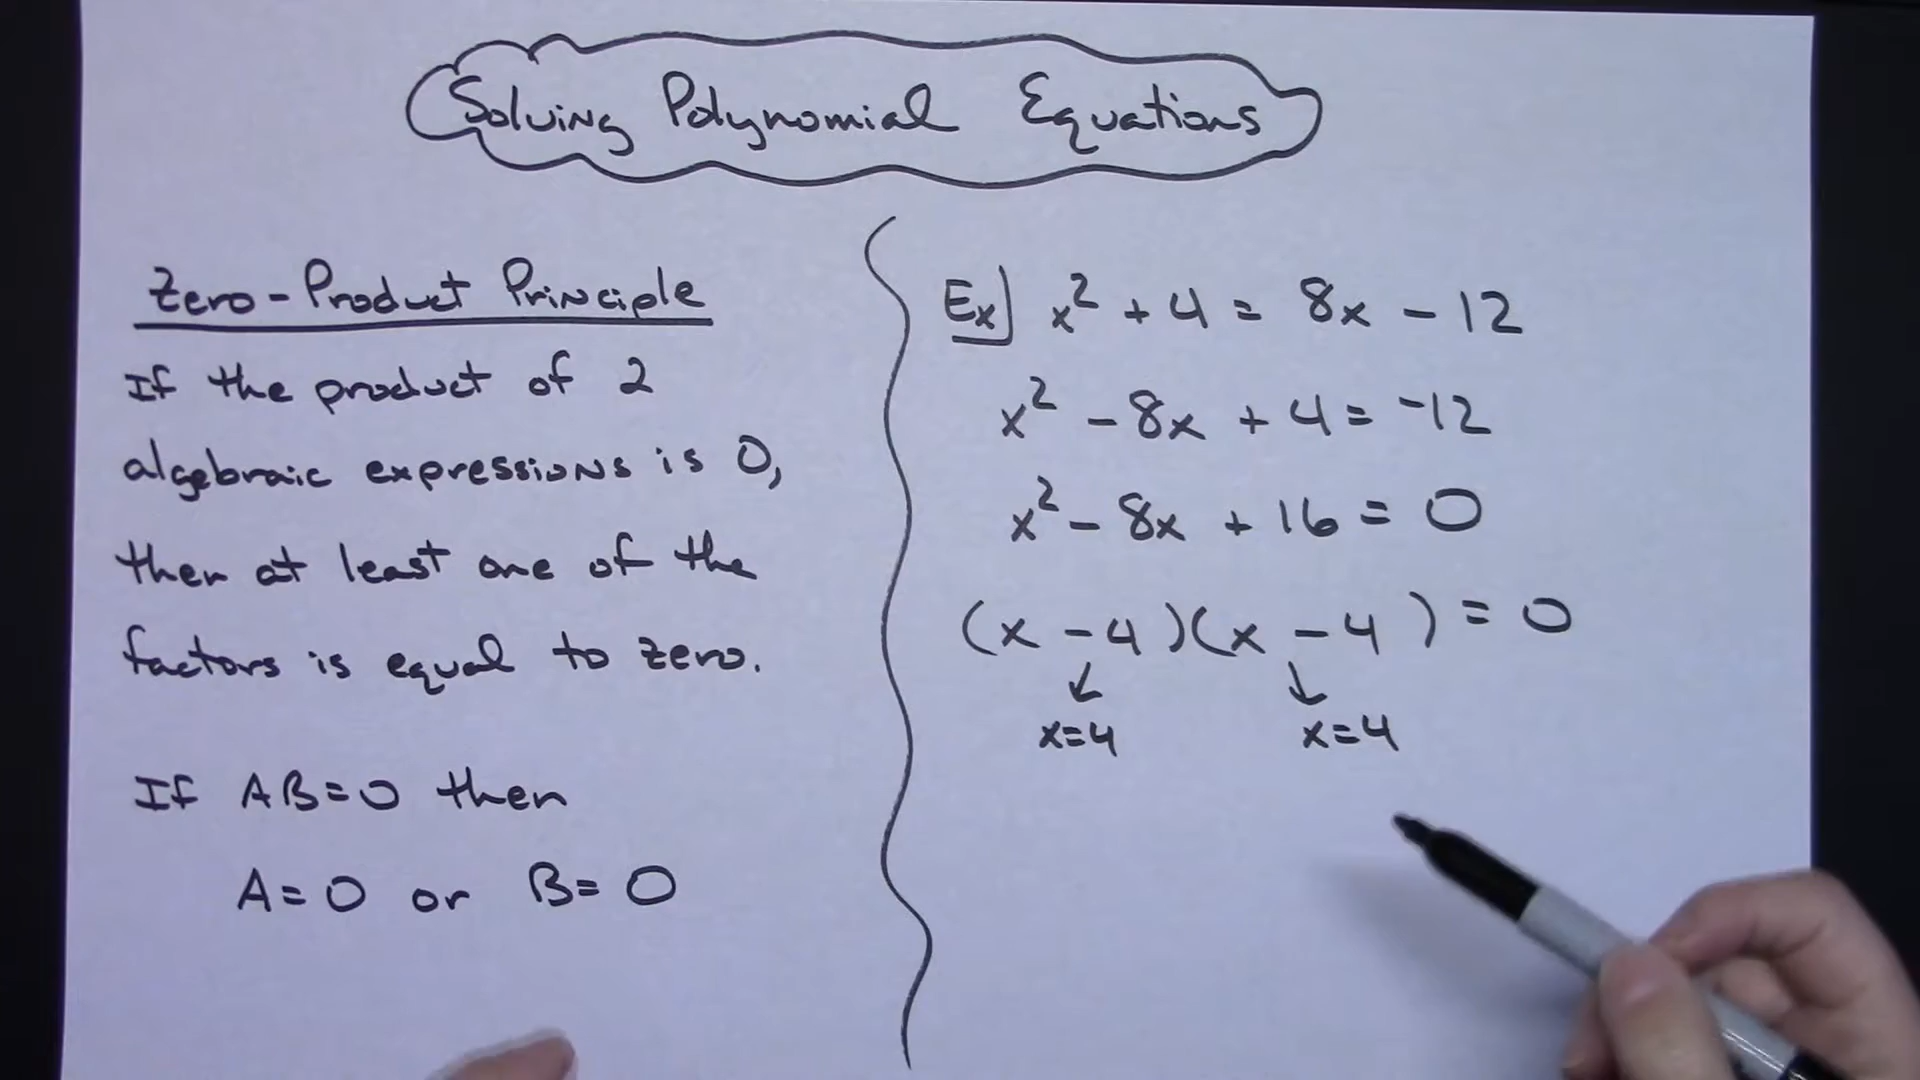 Solving Polynomial Equations
Zero-Product Principle
If the product of 2
algebraic expressions is 0,
then at least one of the
factors is equal to zero.
If AB=0 then
A=0 or B=0
Ex) x² + 4 = 8x - 12
x² - 8x + 4 = -12
x² - 8x + 16 = 0
(x - 4)(x - 4) = 0
↙ ↘
x=4 x=4